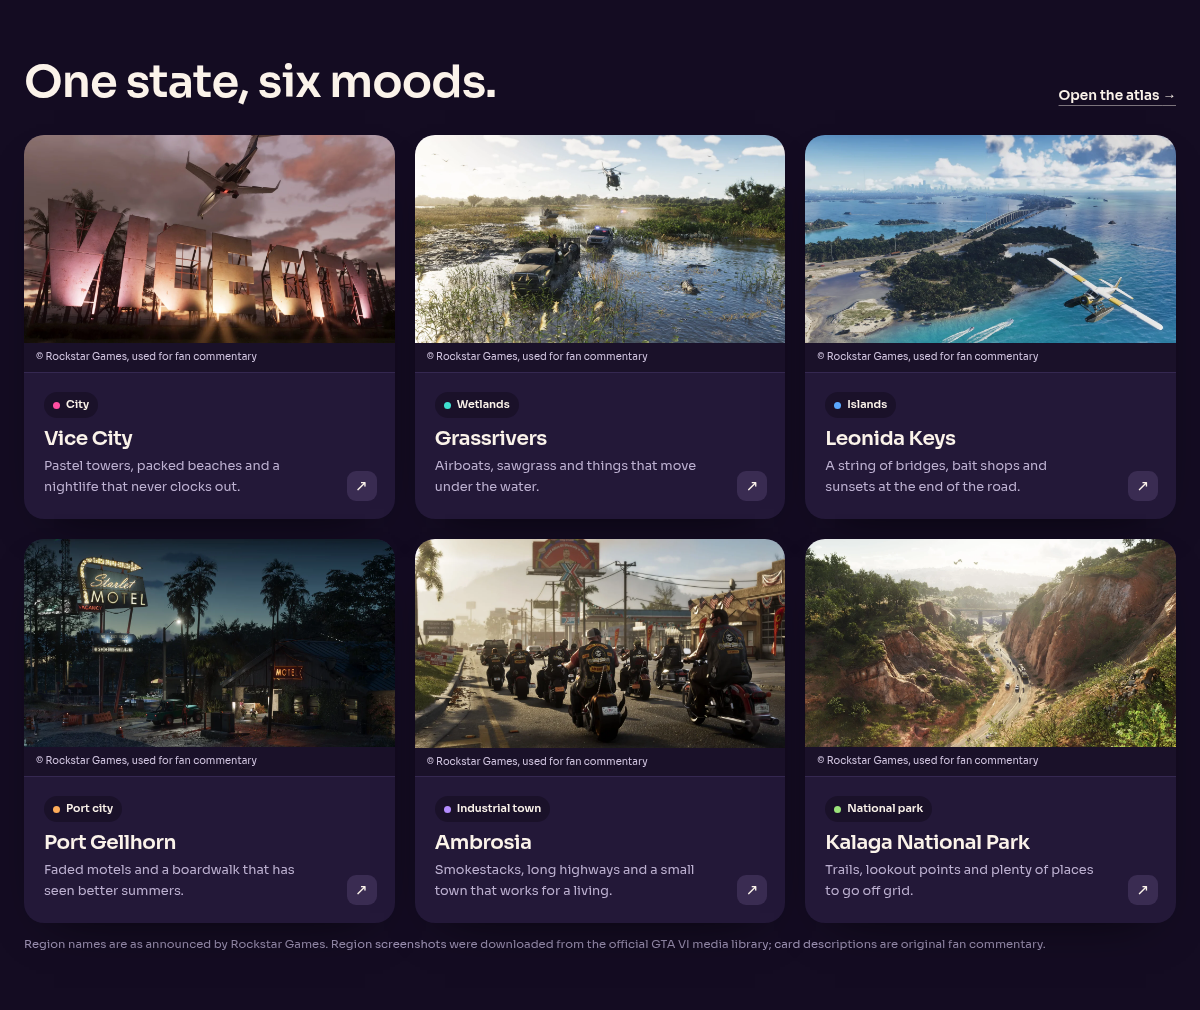 One state, six moods.
Open the atlas →
VICE CITY
© Rockstar Games, used for fan commentary
© Rockstar Games, used for fan commentary
© Rockstar Games, used for fan commentary
City
Wetlands
Islands
Vice City
Grassrivers
Leonida Keys
Pastel towers, packed beaches and a
nightlife that never clocks out.
↗
Airboats, sawgrass and things that move
under the water.
↗
A string of bridges, bait shops and
sunsets at the end of the road.
↗
Starlet
MOTEL
MOTEL
© Rockstar Games, used for fan commentary
© Rockstar Games, used for fan commentary
© Rockstar Games, used for fan commentary
Port city
Industrial town
National park
Port Gellhorn
Ambrosia
Kalaga National Park
Faded motels and a boardwalk that has
seen better summers.
↗
Smokestacks, long highways and a small
town that works for a living.
↗
Trails, lookout points and plenty of places
to go off grid.
↗
Region names are as announced by Rockstar Games. Region screenshots were downloaded from the official GTA VI media library; card descriptions are original fan commentary.